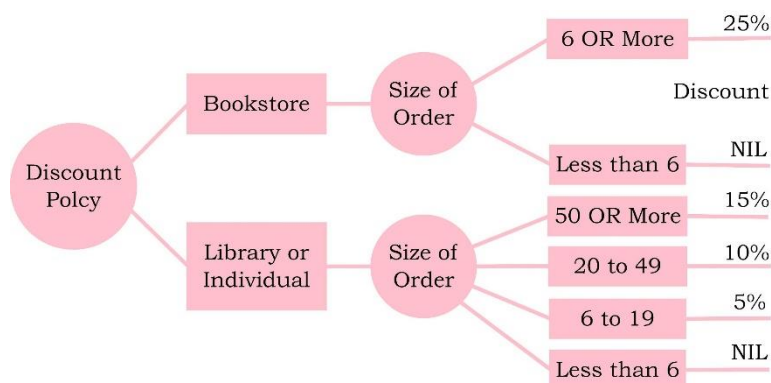 Discount
Polcy
Bookstore
Size of
Order
6 OR More
25%
Discount
Less than 6
NIL
Library or
Individual
Size of
Order
50 OR More
15%
20 to 49
10%
6 to 19
5%
Less than 6
NIL